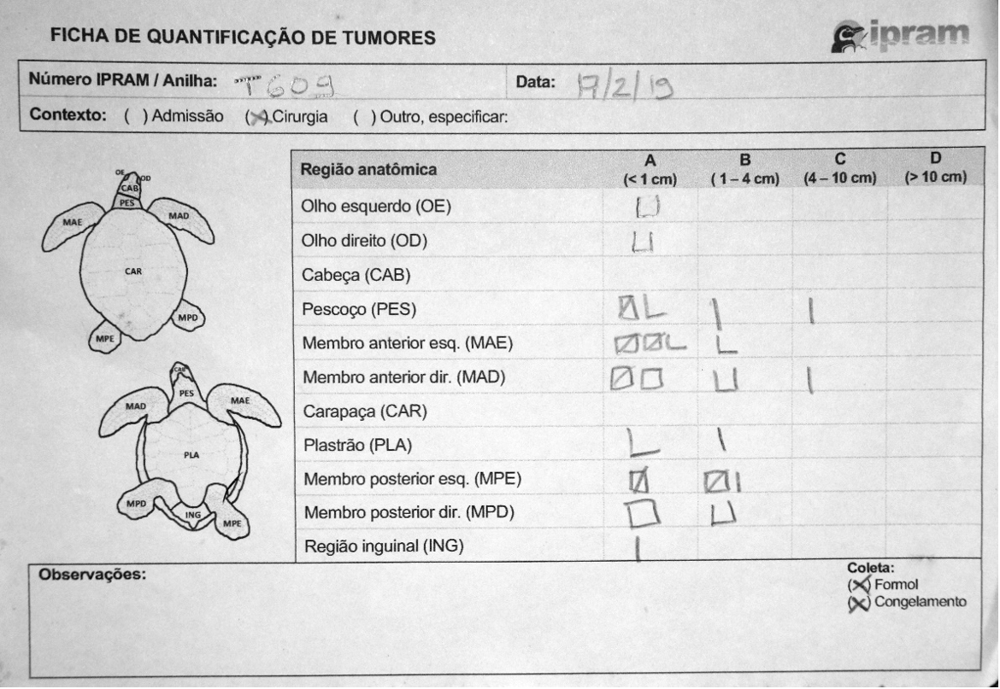 FICHA DE QUANTIFICAÇÃO DE TUMORES
ipram
Número IPRAM / Anilha: T609 Data: 17/2/19
Contexto: ( ) Admissão (X) Cirurgia ( ) Outro, especificar:
Região anatômica A (< 1 cm) B ( 1 – 4 cm) C (4 – 10 cm) D (> 10 cm)
Olho esquerdo (OE)
Olho direito (OD)
Cabeça (CAB)
Pescoço (PES)
Membro anterior esq. (MAE)
Membro anterior dir. (MAD)
Carapaça (CAR)
Plastrão (PLA)
Membro posterior esq. (MPE)
Membro posterior dir. (MPD)
Região inguinal (ING)
OE OD
CAB
PES
MAE MAD
CAR
MPD
MPE
CAB
PES
MAD MAE
PLA
MPD
ING
MPE
Observações:
Coleta:
(X) Formol
(X) Congelamento